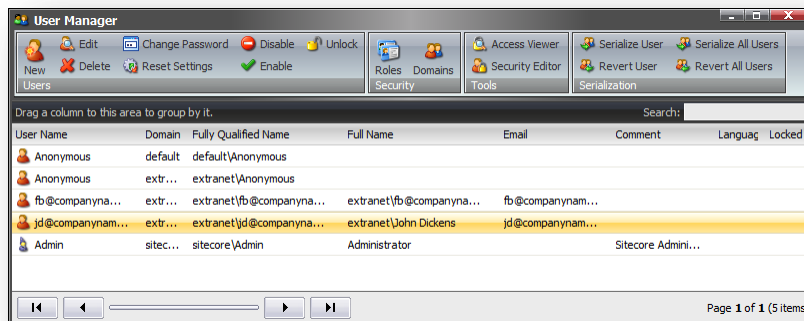 User Manager
New
Edit
Change Password
Disable
Unlock
Delete
Reset Settings
Enable
Users
Roles
Domains
Security
Access Viewer
Security Editor
Tools
Serialize User
Serialize All Users
Revert User
Revert All Users
Serialization
Drag a column to this area to group by it.
Search:
User Name Domain Fully Qualified Name Full Name Email Comment Languag Locked
Anonymous default default\Anonymous
Anonymous extr... extranet\Anonymous
fb@companyna... extr... extranet\fb@companyna... extranet\fb@companyna... fb@companynam...
jd@companynam... extr... extranet\jd@companyna... extranet\John Dickens jd@companynam...
Admin sitec... sitecore\Admin Administrator Sitecore Admini...
Page 1 of 1 (5 items